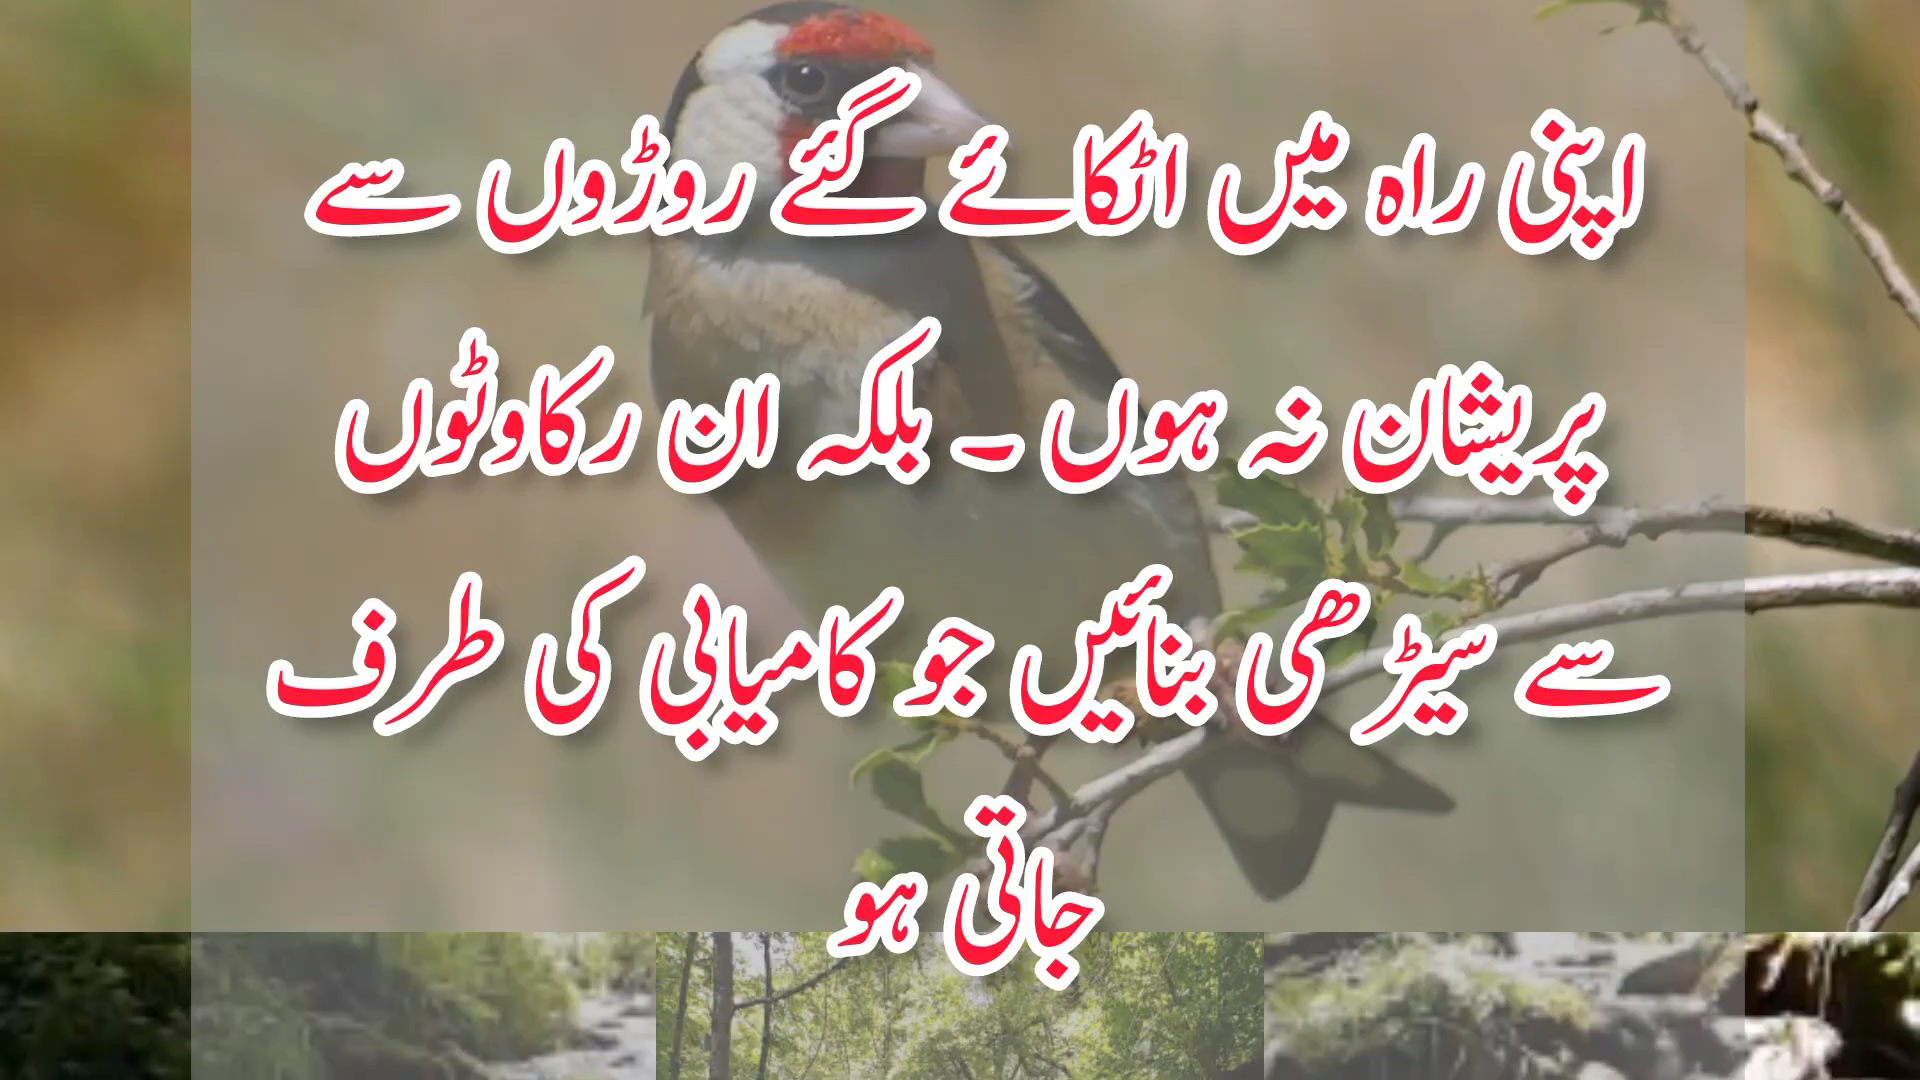 اپنی راہ میں اٹکائے گئے روڑوں سے
پریشان نہ ہوں ۔ بلکہ ان رکاوٹوں
سے سیڑھی بنائیں جو کامیابی کی طرف
جاتی ہو